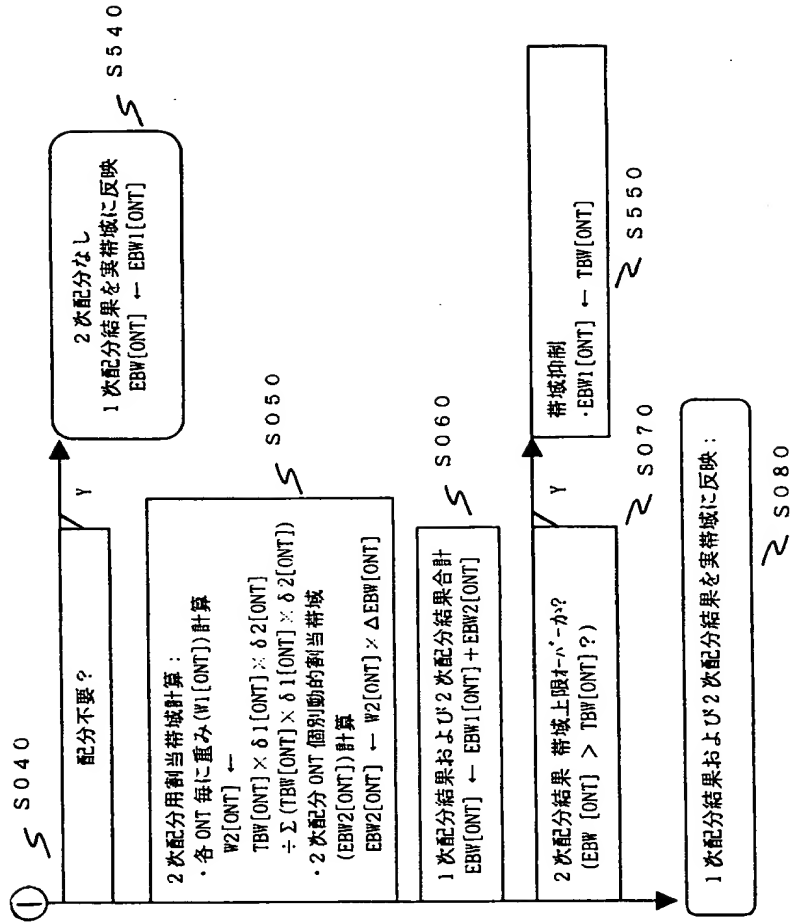 ①
S040
配分不要?
Y
2次配分なし
1次配分結果を実帯域に反映
EBW[ONT] ← EBW1[ONT]
S540
2次配分用割当帯域計算:
・各ONT毎に重み(W1[ONT])計算
W2[ONT] ←
TBW[ONT]×δ1[ONT]×δ2[ONT]
÷Σ(TBW[ONT]×δ1[ONT]×δ2[ONT])
・2次配分ONT個別動的割当帯域
(EBW2[ONT])計算
EBW2[ONT] ← W2[ONT]×ΔEBW[ONT]
S050
1次配分結果および2次配分結果合計
EBW[ONT] ← EBW1[ONT]+EBW2[ONT]
S060
2次配分結果 帯域上限オーバーか?
(EBW [ONT] > TBW[ONT]?)
S070
Y
帯域抑制
・EBW1[ONT] ← TBW[ONT]
S550
1次配分結果および2次配分結果を実帯域に反映:
S080